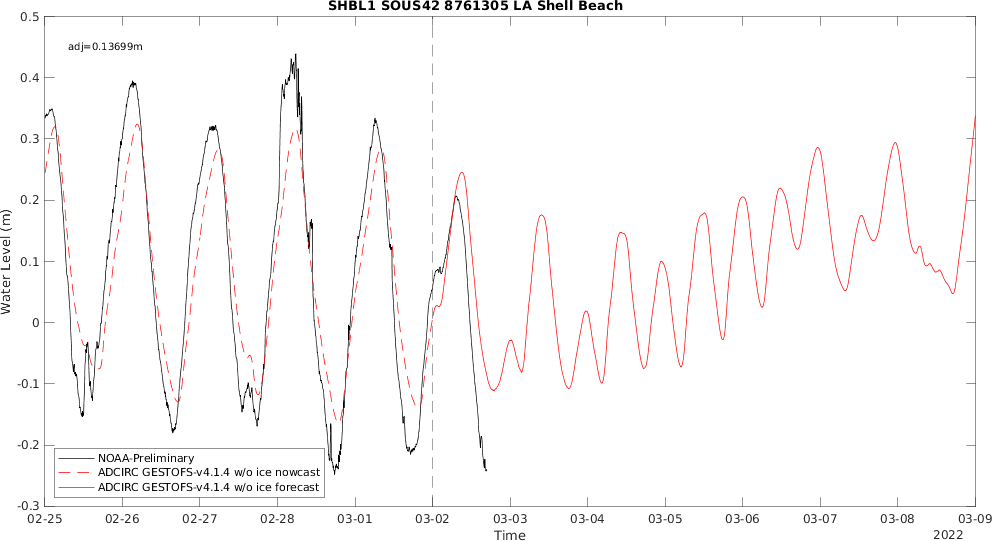 SHBL1 SOUS42 8761305 LA Shell Beach
adj=0.13699m
Water Level (m)
0.5
0.4
0.3
0.2
0.1
0
-0.1
-0.2
-0.3
NOAA-Preliminary
ADCIRC GESTOFS-v4.1.4 w/o ice nowcast
ADCIRC GESTOFS-v4.1.4 w/o ice forecast
02-25 02-26 02-27 02-28 03-01 03-02 03-03 03-04 03-05 03-06 03-07 03-08 03-09
Time
2022